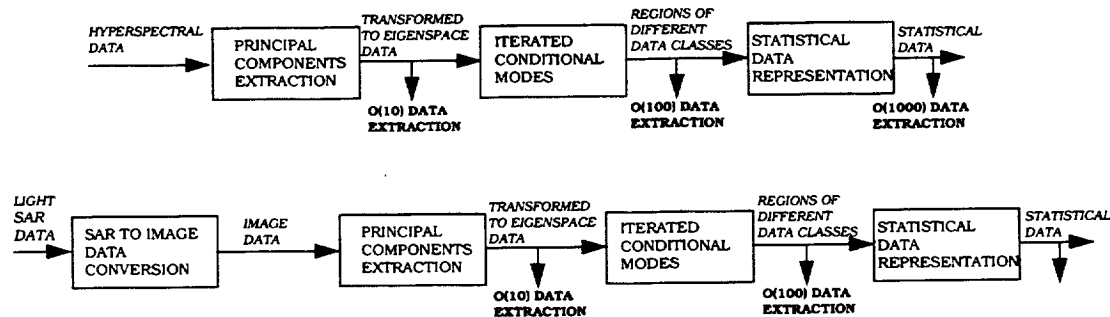 HYPERSPECTRAL
DATA
PRINCIPAL
COMPONENTS
EXTRACTION
TRANSFORMED
TO EIGENSPACE
DATA
O(10) DATA
EXTRACTION
ITERATED
CONDITIONAL
MODES
REGIONS OF
DIFFERENT
DATA CLASSES
O(100) DATA
EXTRACTION
STATISTICAL
DATA
REPRESENTATION
STATISTICAL
DATA
O(1000) DATA
EXTRACTION
LIGHT
SAR
DATA
SAR TO IMAGE
DATA
CONVERSION
IMAGE
DATA
PRINCIPAL
COMPONENTS
EXTRACTION
TRANSFORMED
TO EIGENSPACE
DATA
O(10) DATA
EXTRACTION
ITERATED
CONDITIONAL
MODES
REGIONS OF
DIFFERENT
DATA CLASSES
O(100) DATA
EXTRACTION
STATISTICAL
DATA
REPRESENTATION
STATISTICAL
DATA